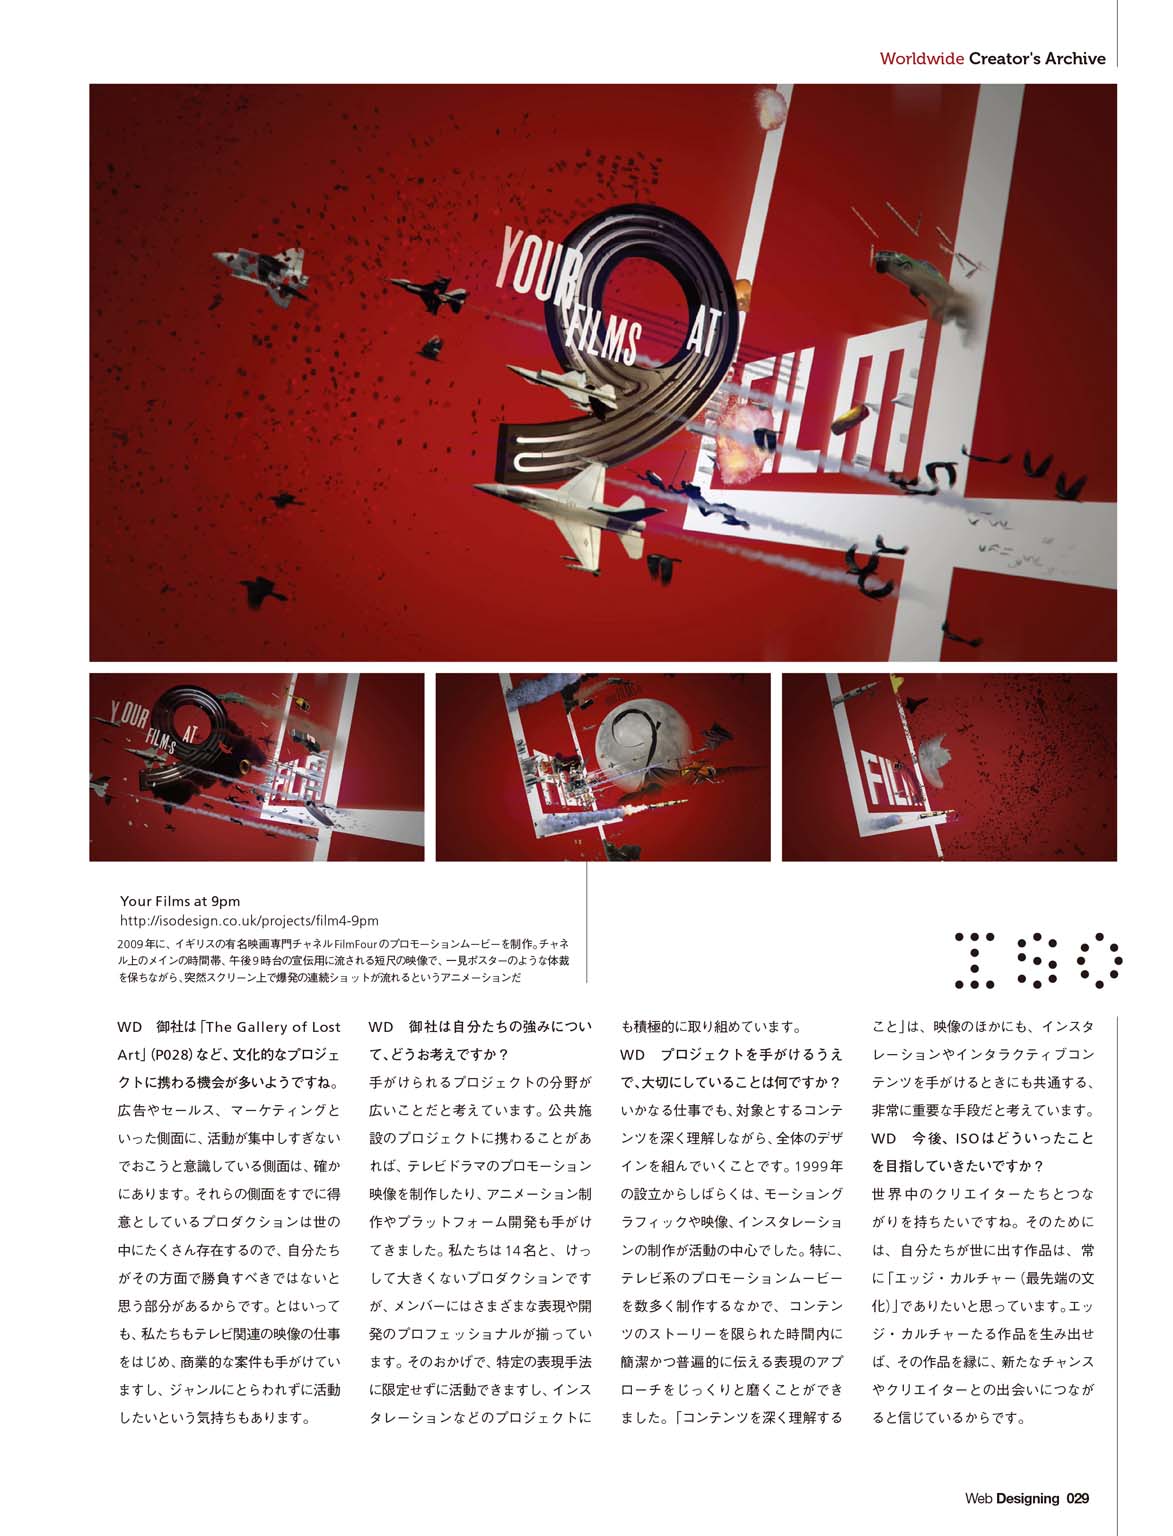 Worldwide Creator's Archive
YOUR
FILMS
AT
9
FILM
YOUR
FILMS
AT
9
FILM
9
FILM
FILM
Your Films at 9pm
http://isodesign.co.uk/projects/film4-9pm
2009年に、イギリスの有名映画専門チャネルFilmFourのプロモーションムービーを制作。チャネ
ル上のメインの時間帯、午後9時台の宣伝用に流される短尺の映像で、一見ポスターのような体裁
を保ちながら、突然スクリーン上で爆発の連続ショットが流れるというアニメーションだ
ISO
WD　御社は「The Gallery of Lost
Art」（P028）など、文化的なプロジェ
クトに携わる機会が多いようですね。
広告やセールス、マーケティングと
いった側面に、活動が集中しすぎない
でおこうと意識している側面は、確か
にあります。それらの側面をすでに得
意としているプロダクションは世の
中にたくさん存在するので、自分たち
がその方面で勝負すべきではないと
思う部分があるからです。とはいって
も、私たちもテレビ関連の映像の仕事
をはじめ、商業的な案件も手がけてい
ますし、ジャンルにとらわれずに活動
したいという気持ちもあります。
WD　御社は自分たちの強みについ
て、どうお考えですか？
手がけられるプロジェクトの分野が
広いことだと考えています。公共施
設のプロジェクトに携わることがあ
れば、テレビドラマのプロモーション
映像を制作したり、アニメーション制
作やプラットフォーム開発も手がけ
てきました。私たちは14名と、けっ
して大きくないプロダクションです
が、メンバーにはさまざまな表現や開
発のプロフェッショナルが揃ってい
ます。そのおかげで、特定の表現手法
に限定せずに活動できますし、インス
タレーションなどのプロジェクトに
も積極的に取り組めています。
WD　プロジェクトを手がけるうえ
で、大切にしていることは何ですか？
いかなる仕事でも、対象とするコンテ
ンツを深く理解しながら、全体のデザ
インを組んでいくことです。1999年
の設立からしばらくは、モーショング
ラフィックや映像、インスタレーショ
ンの制作が活動の中心でした。特に、
テレビ系のプロモーションムービー
を数多く制作するなかで、コンテン
ツのストーリーを限られた時間内に
簡潔かつ普遍的に伝える表現のアプ
ローチをじっくりと磨くことができ
ました。「コンテンツを深く理解する
こと」は、映像のほかにも、インスタ
レーションやインタラクティブコン
テンツを手がけるときにも共通する、
非常に重要な手段だと考えています。
WD　今後、ISOはどういったこと
を目指していきたいですか？
世界中のクリエイターたちとつな
がりを持ちたいですね。そのために
は、自分たちが世に出す作品は、常
に「エッジ・カルチャー（最先端の文
化）」でありたいと思っています。エッ
ジ・カルチャーたる作品を生み出せ
ば、その作品を縁に、新たなチャンス
やクリエイターとの出会いにつなが
ると信じているからです。
Web Designing 029